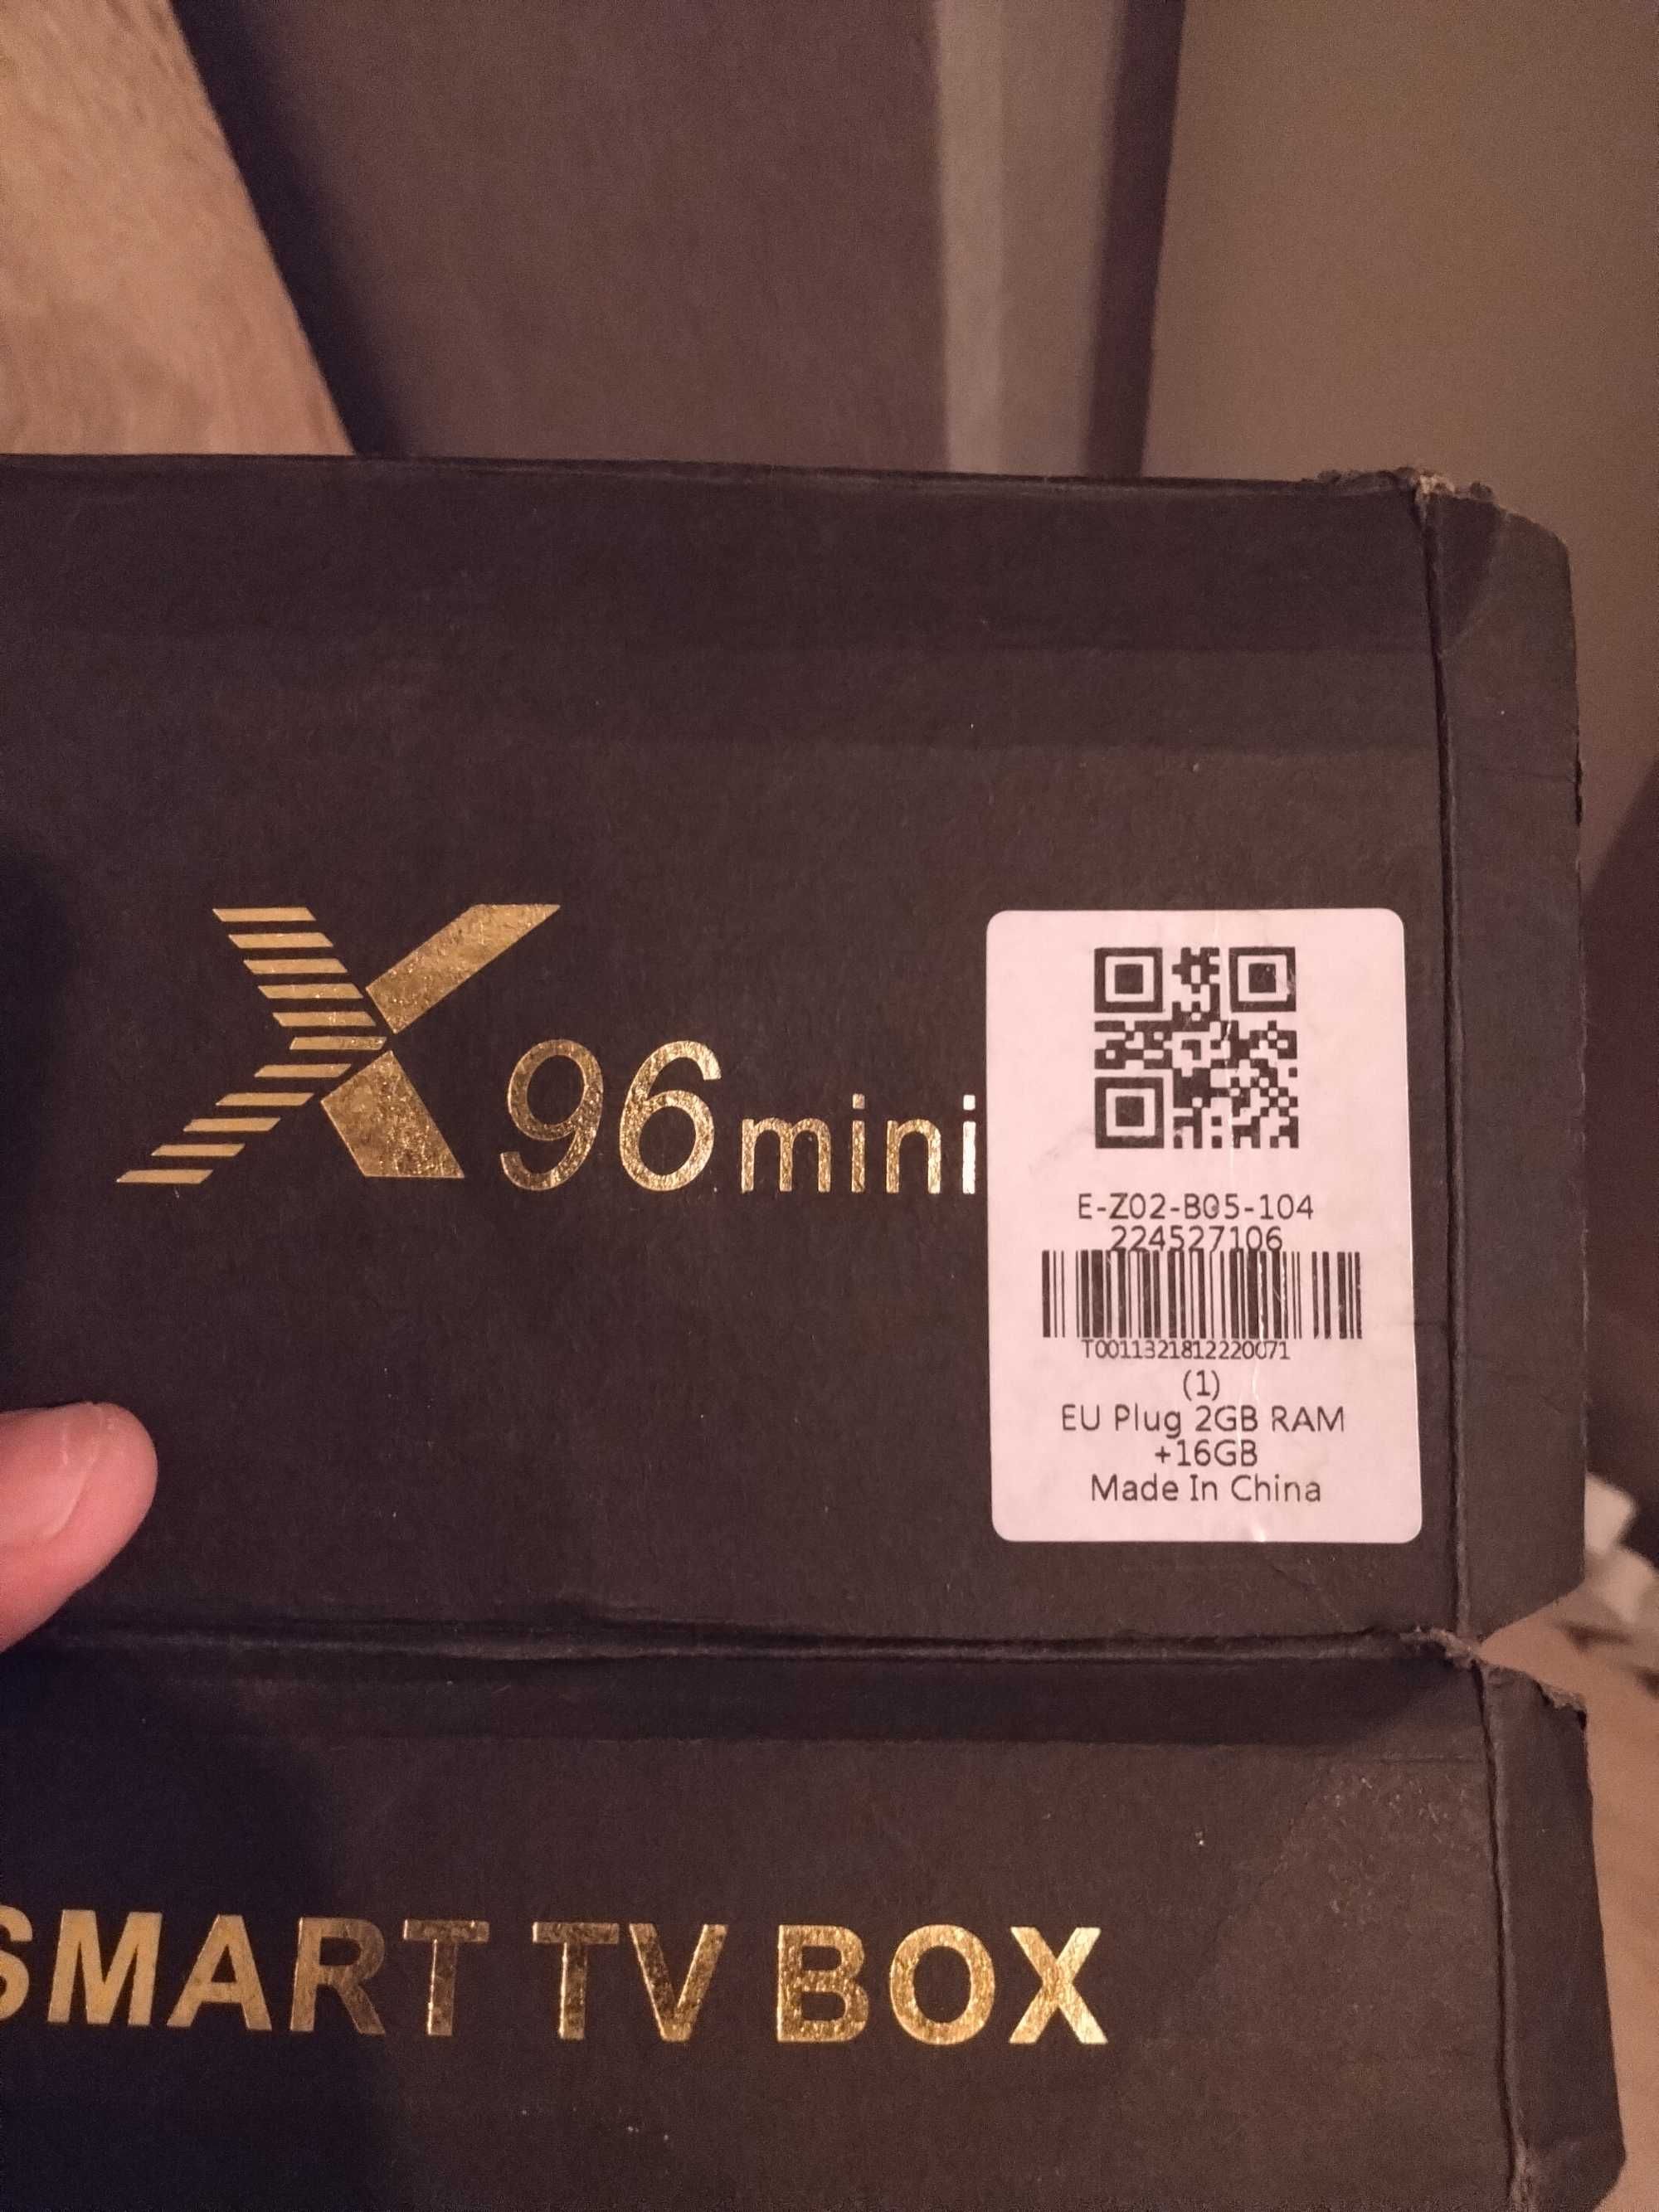 X96mini
E-Z02-B05-104
224527106
T0011321812220071
(1)
EU Plug 2GB RAM
+16GB
Made In China
SMART TV BOX